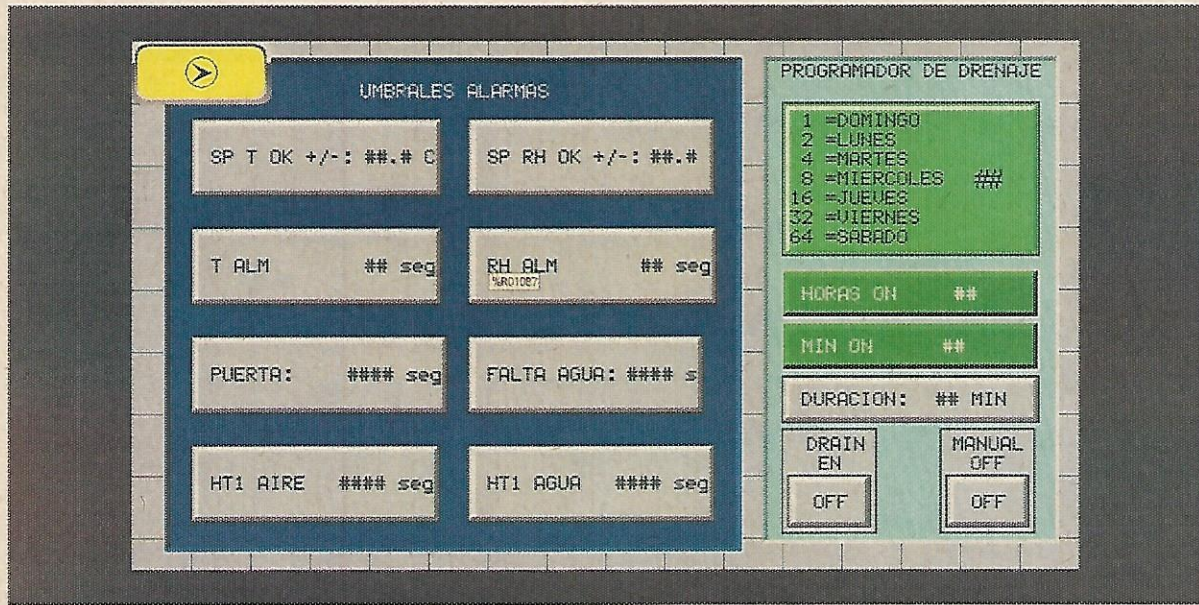 UMBRALES ALARMAS
SP T OK +/-: ##.# C
SP RH OK +/-: ##.#
T ALM ## seg
RH ALM ## seg
%R01087
PUERTA: #### seg
FALTA AGUA: #### s
HT1 AIRE #### seg
HT1 AGUA #### seg
PROGRAMADOR DE DRENAJE
1 =DOMINGO
2 =LUNES
4 =MARTES
8 =MIERCOLES ##
16 =JUEVES
32 =VIERNES
64 =SABADO
HORAS ON ##
MIN ON ##
DURACION: ## MIN
DRAIN
EN
OFF
MANUAL
OFF
OFF